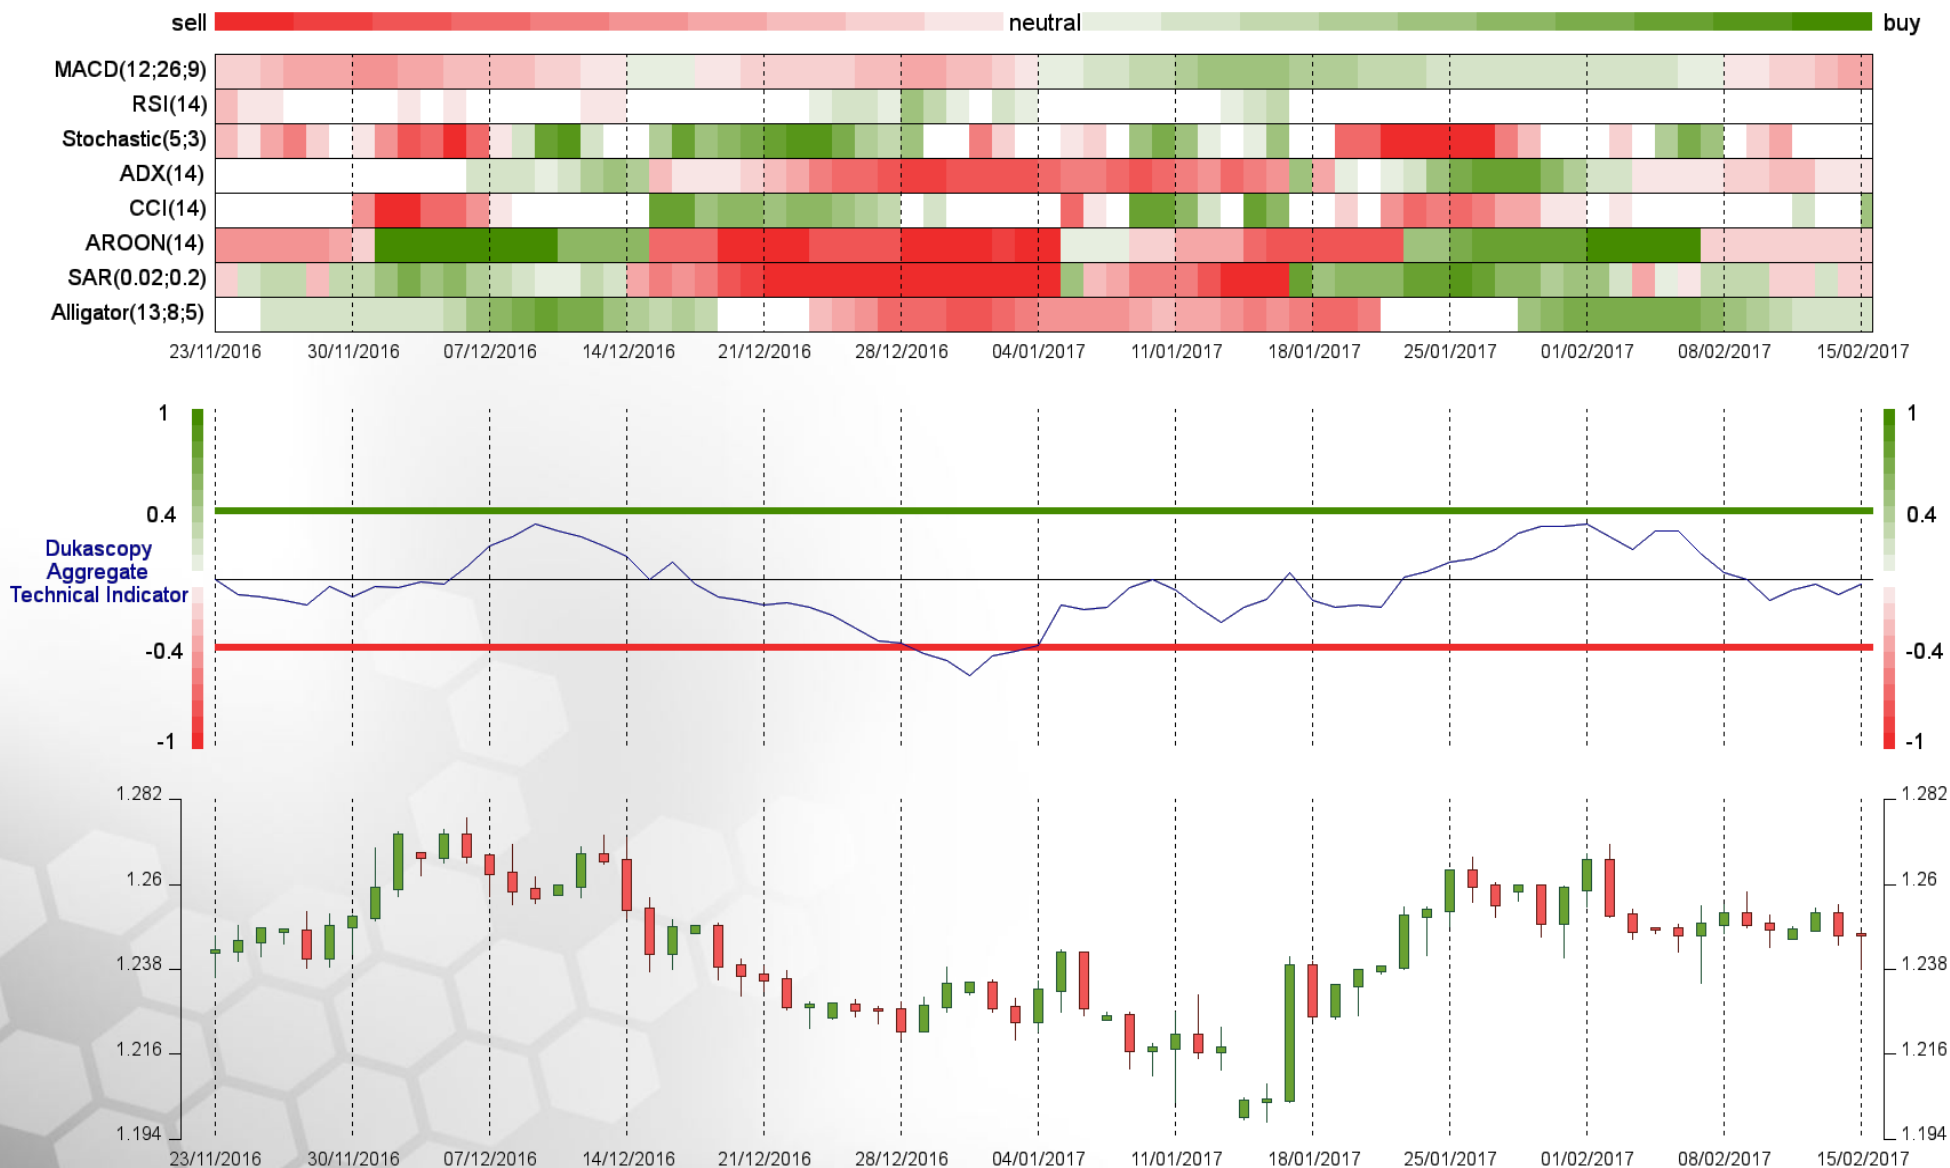 sell neutral buy
MACD(12;26;9)
RSI(14)
Stochastic(5;3)
ADX(14)
CCI(14)
AROON(14)
SAR(0.02;0.2)
Alligator(13;8;5)
23/11/2016 30/11/2016 07/12/2016 14/12/2016 21/12/2016 28/12/2016 04/01/2017 11/01/2017 18/01/2017 25/01/2017 01/02/2017 08/02/2017 15/02/2017
1 1
0.4 0.4
Dukascopy
Aggregate
Technical Indicator
-0.4 -0.4
-1 -1
1.282 1.282
1.26 1.26
1.238 1.238
1.216 1.216
1.194 1.194
23/11/2016 30/11/2016 07/12/2016 14/12/2016 21/12/2016 28/12/2016 04/01/2017 11/01/2017 18/01/2017 25/01/2017 01/02/2017 08/02/2017 15/02/2017